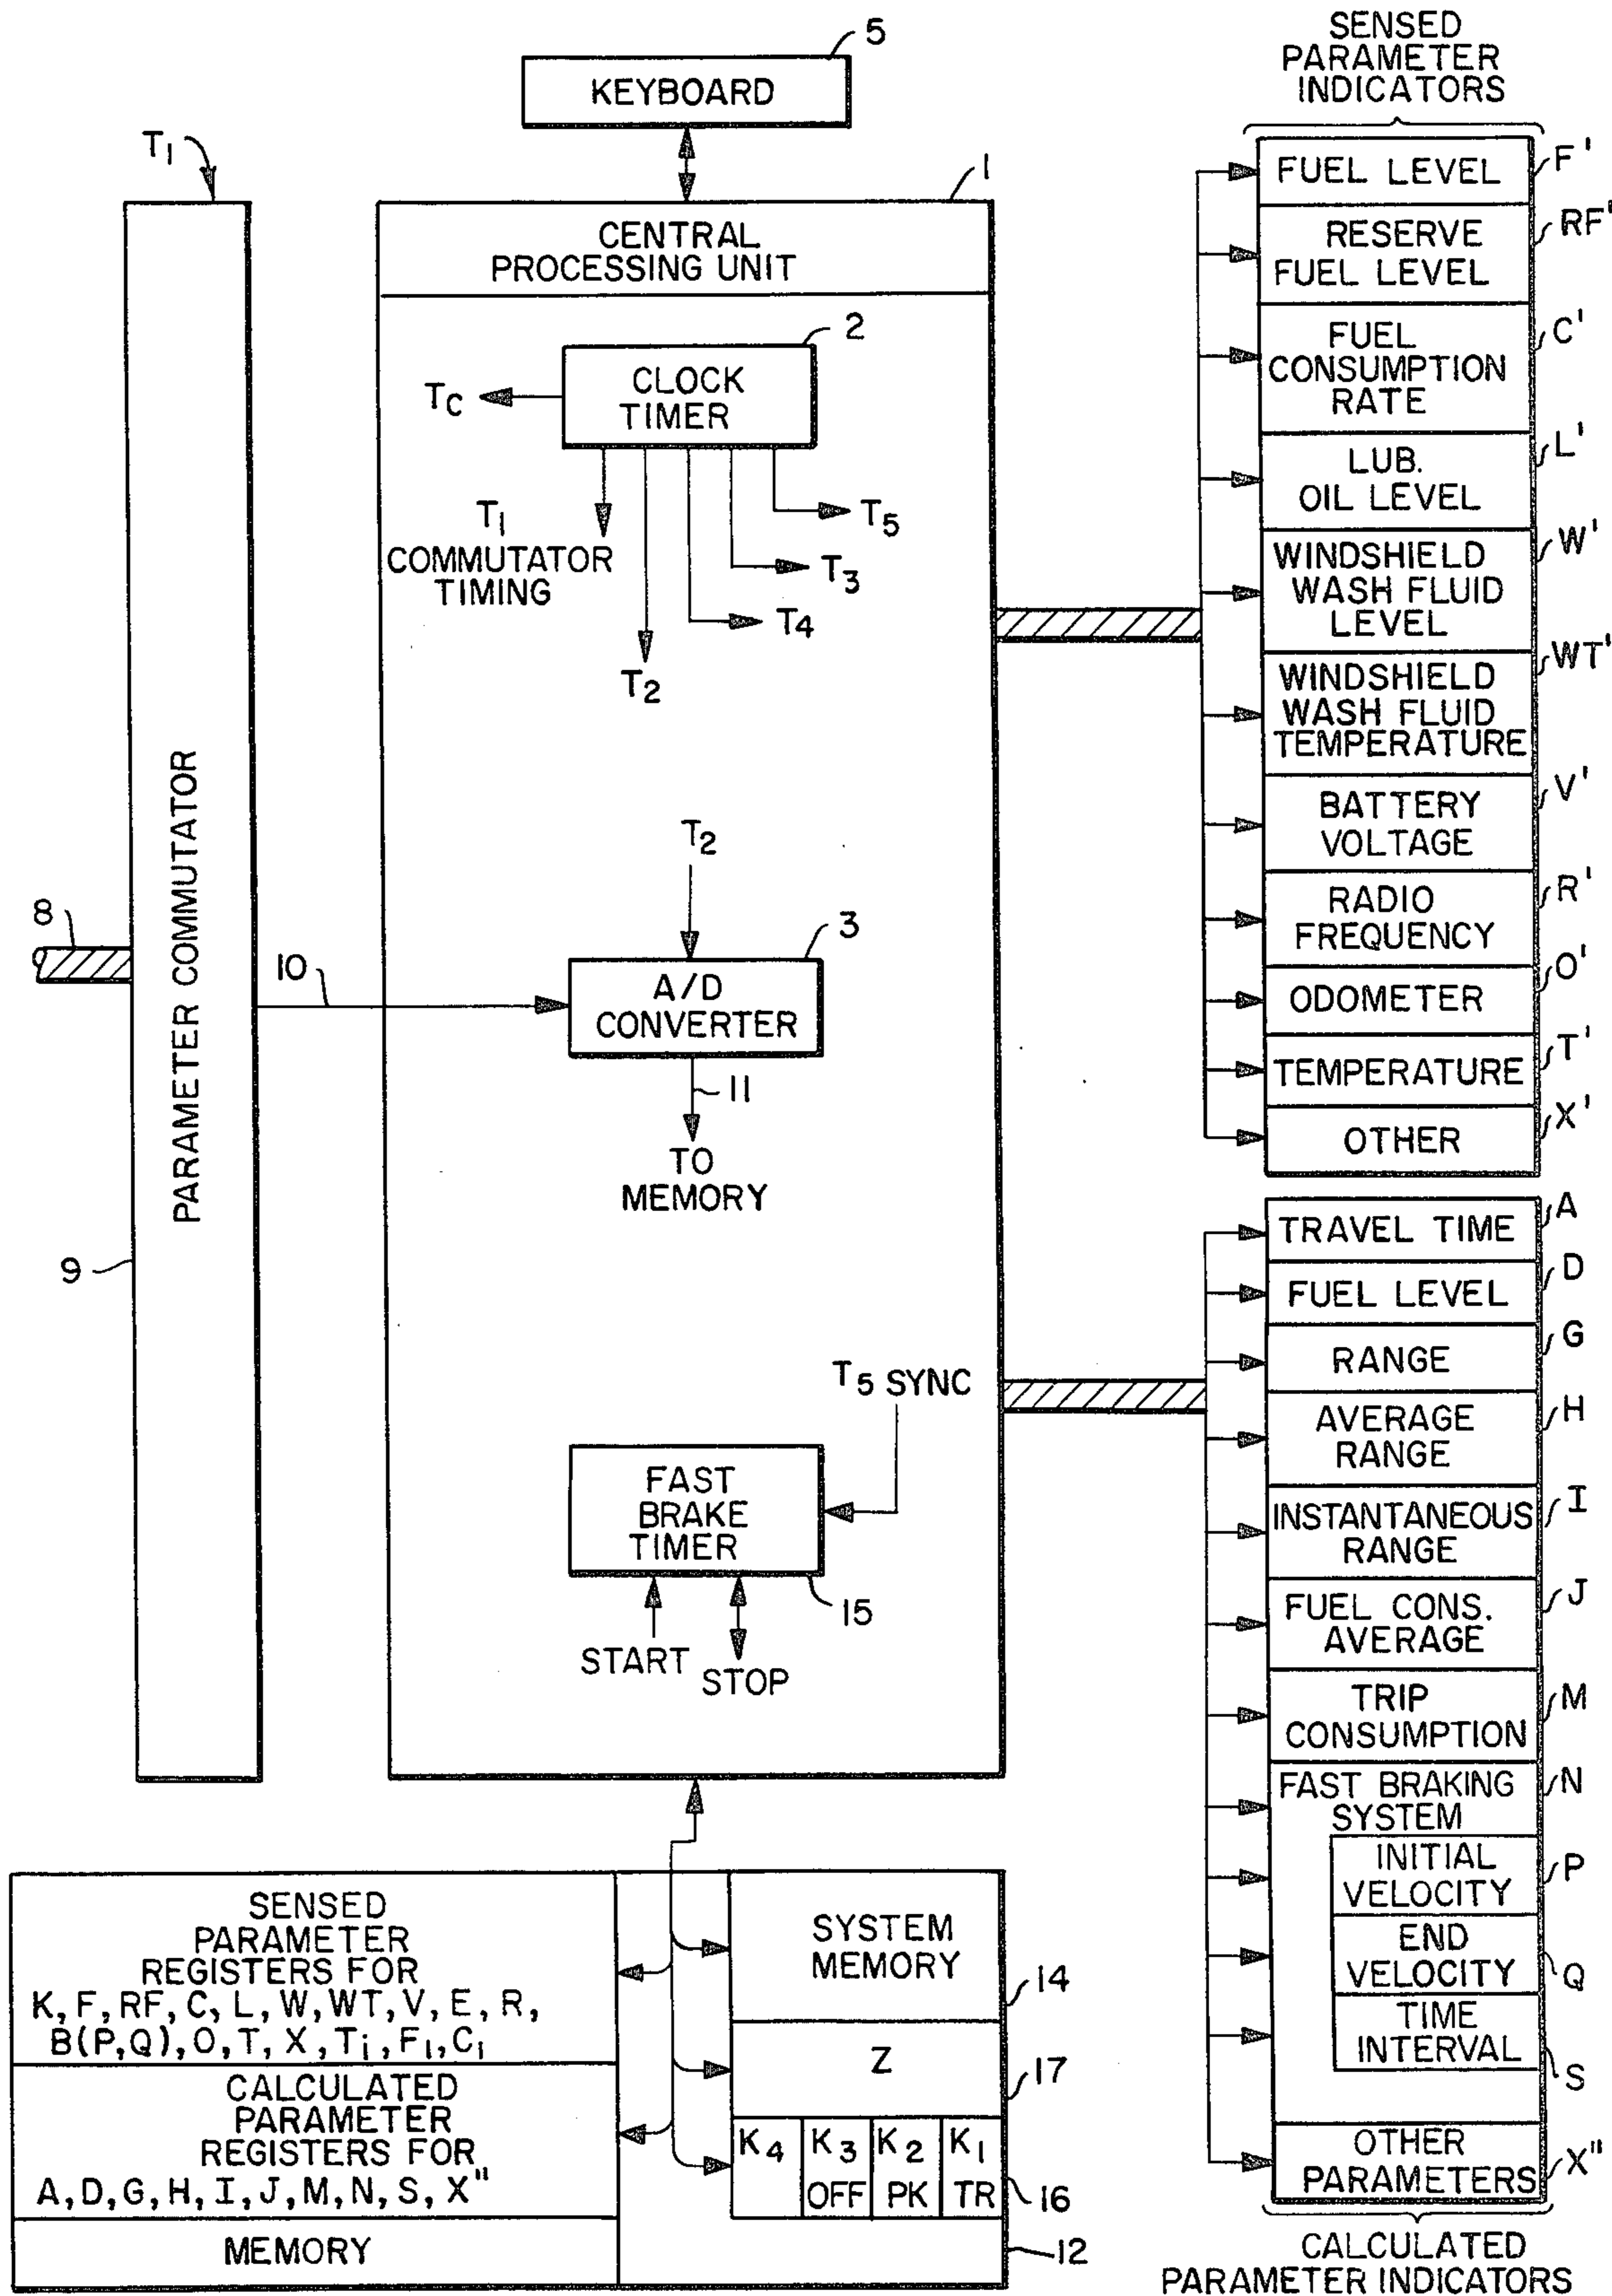 5
KEYBOARD
T1
1
CENTRAL
PROCESSING UNIT
2
CLOCK
TIMER
TC
T1
COMMUTATOR
TIMING
T5
T3
T4
T2
PARAMETER COMMUTATOR
8
9
10
T2
3
A/D
CONVERTER
11
TO
MEMORY
T5 SYNC
FAST
BRAKE
TIMER
15
START
STOP
SENSED
PARAMETER
INDICATORS
FUEL LEVEL
F'
RESERVE
FUEL LEVEL
RF'
FUEL
CONSUMPTION
RATE
C'
LUB.
OIL LEVEL
L'
WINDSHIELD
WASH FLUID
LEVEL
W'
WINDSHIELD
WASH FLUID
TEMPERATURE
WT'
BATTERY
VOLTAGE
V'
RADIO
FREQUENCY
R'
ODOMETER
O'
TEMPERATURE
T'
OTHER
X'
TRAVEL TIME
A
FUEL LEVEL
D
RANGE
G
AVERAGE
RANGE
H
INSTANTANEOUS
RANGE
I
FUEL CONS.
AVERAGE
J
TRIP
CONSUMPTION
M
FAST BRAKING
SYSTEM
N
INITIAL
VELOCITY
P
END
VELOCITY
Q
TIME
INTERVAL
S
OTHER
PARAMETERS
X"
CALCULATED
PARAMETER INDICATORS
SENSED
PARAMETER
REGISTERS FOR
K, F, RF, C, L, W, WT, V, E, R,
B(P,Q), O, T, X, Ti, F1, C1
CALCULATED
PARAMETER
REGISTERS FOR
A, D, G, H, I, J, M, N, S, X"
MEMORY
SYSTEM
MEMORY
14
Z
17
K4 K3 K2 K1
OFF PK TR
16
12